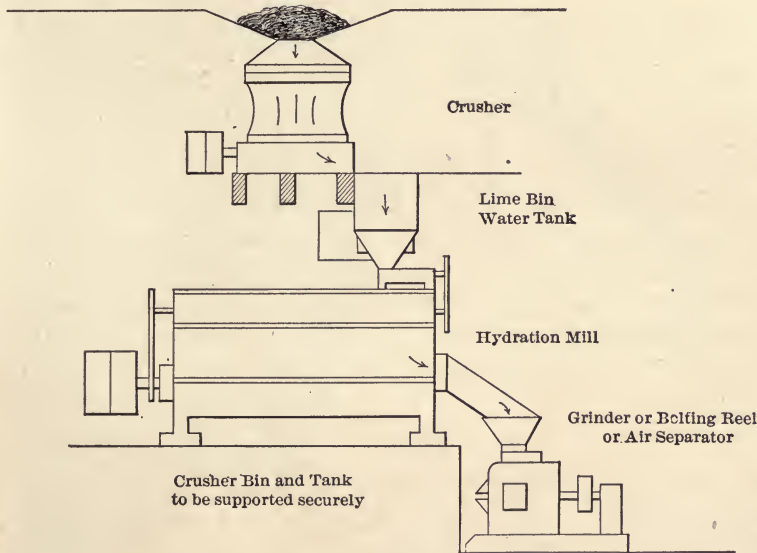 Crusher
Lime Bin
Water Tank
Hydration Mill
Grinder or Bolting Reel
or Air Separator
Crusher Bin and Tank
to be supported securely